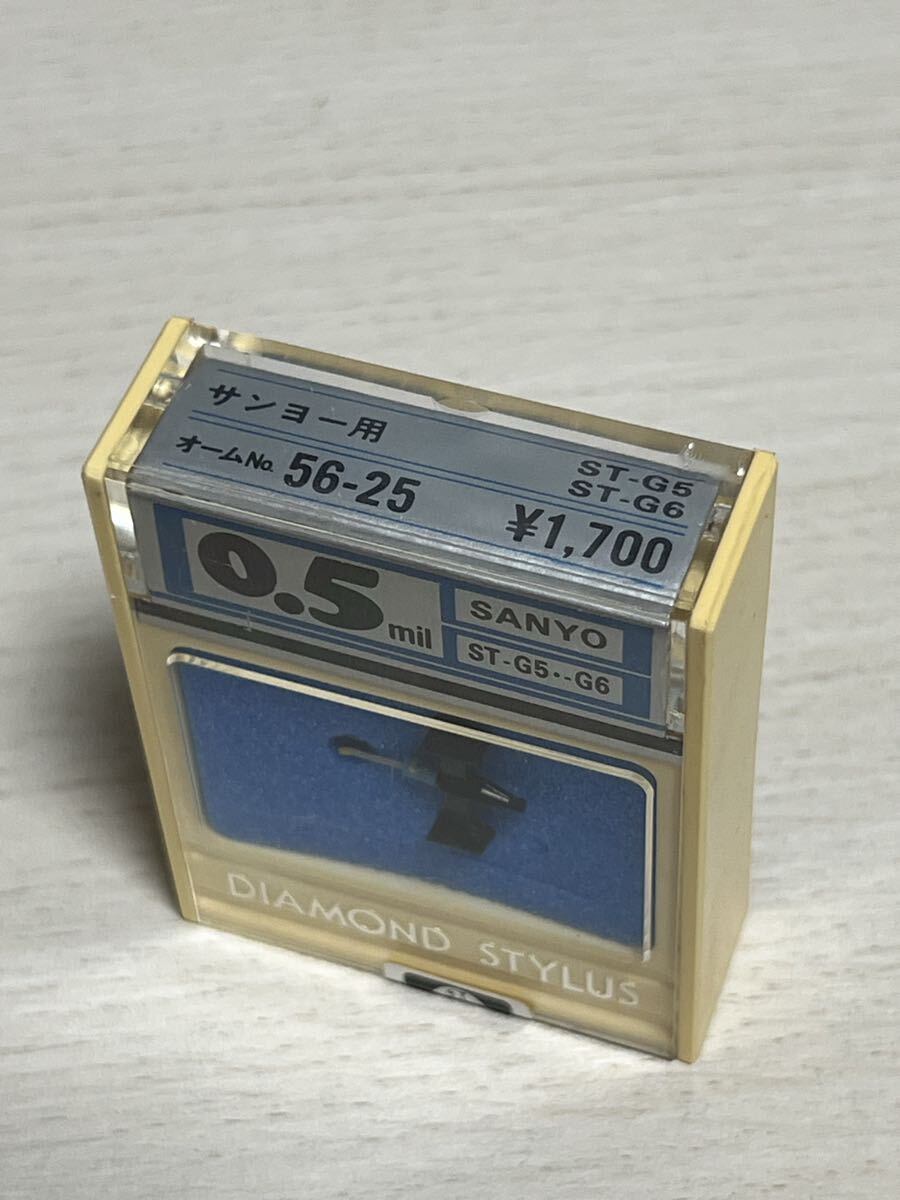 サンヨー用
ST-G5
ST-G6
オームNo. 56-25 ¥1,700
0.5 mil
SANYO
ST-G5・-G6
DIAMOND STYLUS